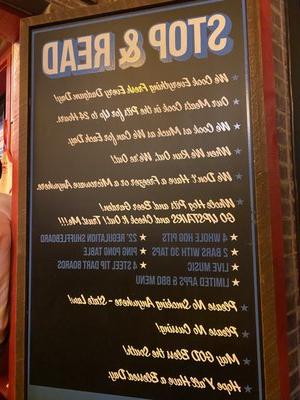 STOP & READ
We Cook Everything Fresh Every Dadgum Day!
Our Meats Cook in the Pits for Up to 24 hours.
We Cook as Much as We Can for Each Day.
When We Run Out, We're Out!
We Don't Have a Freezer or Microwave Anywhere.
Whole Hog Pits and Beer Garden!
GO UPSTAIRS and Check it Out, Trust Me!!!
4 WHOLE HOG PITS
2 BARS WITH 30 TAPS
LIVE MUSIC
LIMITED APPS & BBQ MENU
22' REGULATION SHUFFLEBOARD
PING PONG TABLE
4 STEEL TIP DART BOARDS
Please No Smoking Anywhere - State Law!
Please No Cussing!
May GOD Bless the South!
Hope Y'all Have a Blessed Day.